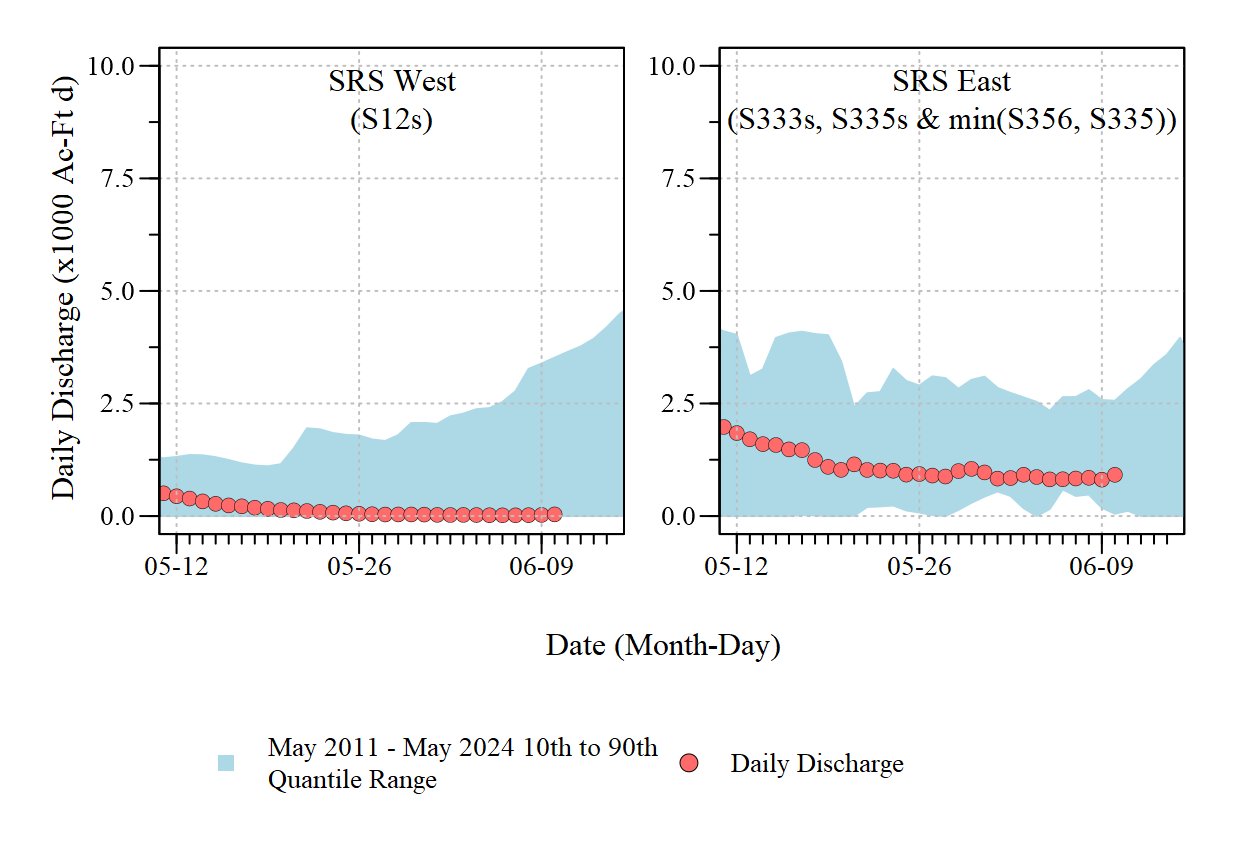 SRS West
(S12s)
10.0
7.5
5.0
2.5
0.0
05-12
05-26
06-09
Daily Discharge (x1000 Ac-Ft d)
SRS East
(S333s, S335s & min(S356, S335))
10.0
7.5
5.0
2.5
0.0
05-12
05-26
06-09
Date (Month-Day)
May 2011 - May 2024 10th to 90th
Quantile Range
Daily Discharge